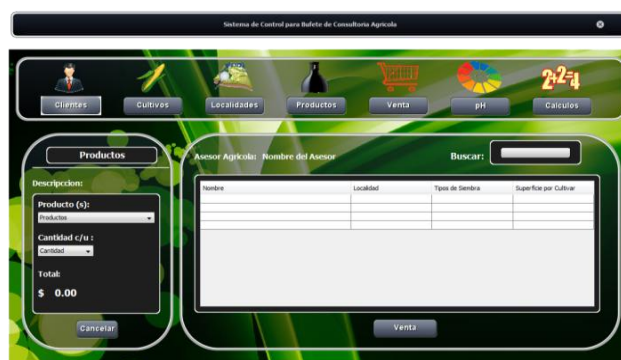 Sistema de Control para Bufete de Consultoria Agricola
2+2=4
Clientes
Cultivos
Localidades
Productos
Venta
pH
Calculos
Productos
Descripccion:
Producto (s):
Productos
Cantidad c/u :
Cantidad
Total:
$ 0.00
Cancelar
Asesor Agricola: Nombre del Asesor
Buscar:
Nombre
Localidad
Tipos de Siembra
Superficie por Cultivar
Venta